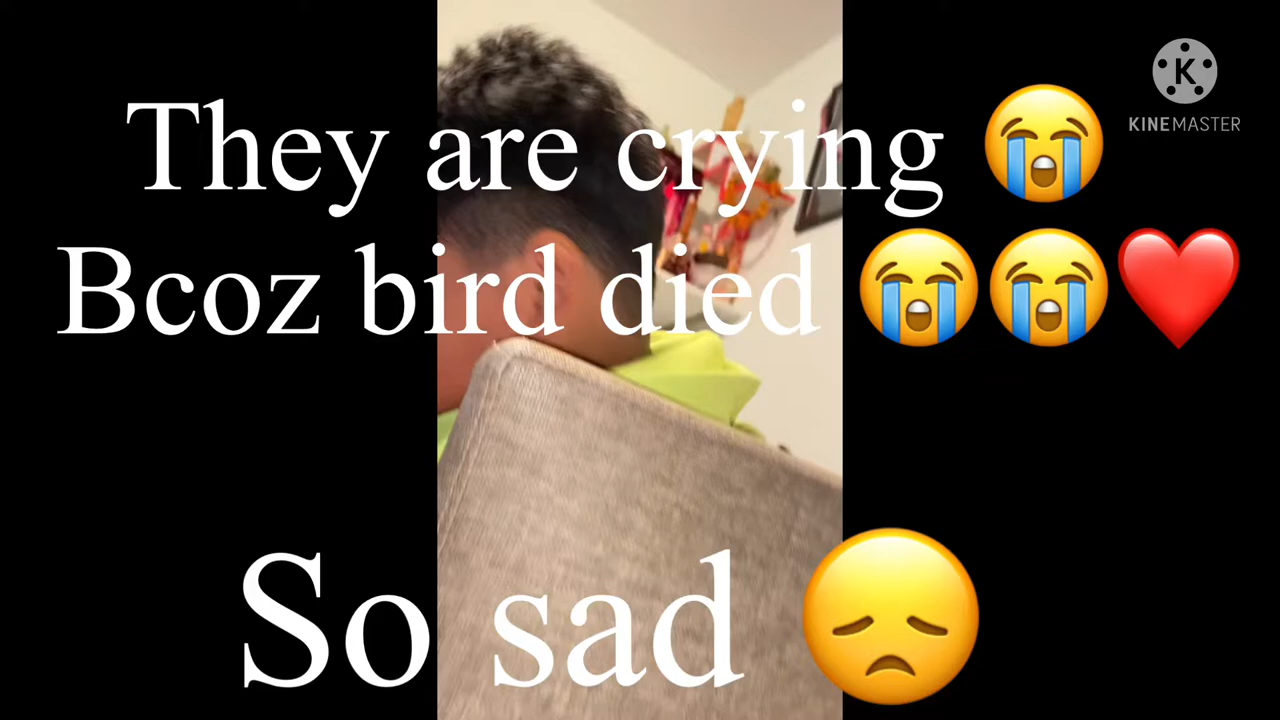 They are crying 😭
Bcoz bird died 😭😭❤️
So sad 😞
K
KINEMASTER